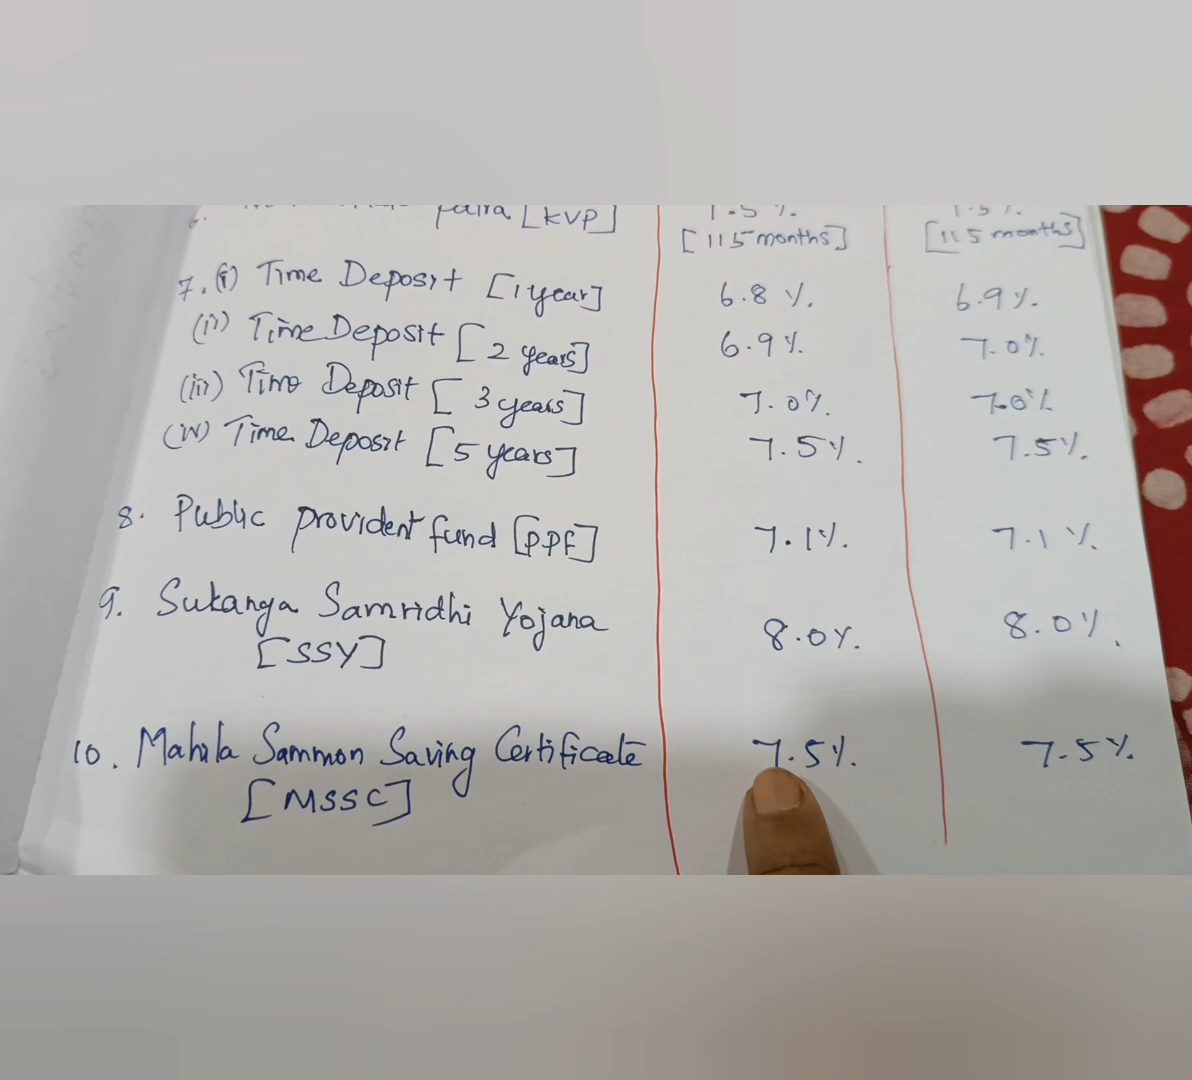 [KVP]
[115 months] [115 months]
7. (i) Time Deposit [1 year] 6.8 %. 6.9 %.
(ii) Time Deposit [2 years] 6.9 %. 7.0 %.
(iii) Time Deposit [3 years] 7.0 %. 7.0 %
(iv) Time Deposit [5 years] 7.5 %. 7.5 %.
8. Public provident fund [PPF] 7.1 %. 7.1 %.
9. Sukanya Samridhi Yojana 8.0 %. 8.0 %.
[SSY]
10. Mahila Samman Saving Certificate 7.5 %. 7.5 %.
[MSSC]